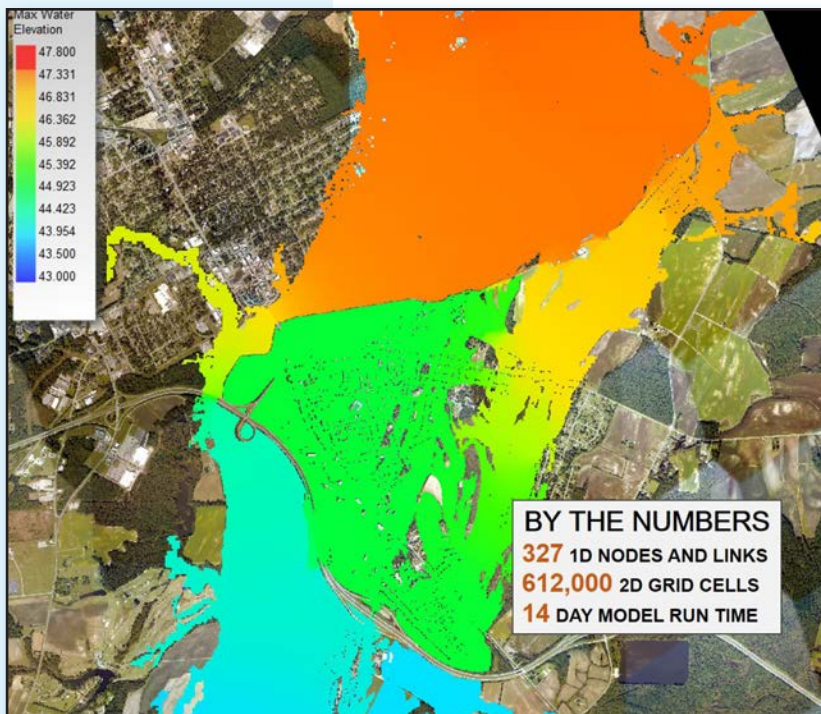 Max Water
Elevation
47.800
47.331
46.831
46.362
45.892
45.392
44.923
44.423
43.954
43.500
43.000
BY THE NUMBERS
327 1D NODES AND LINKS
612,000 2D GRID CELLS
14 DAY MODEL RUN TIME